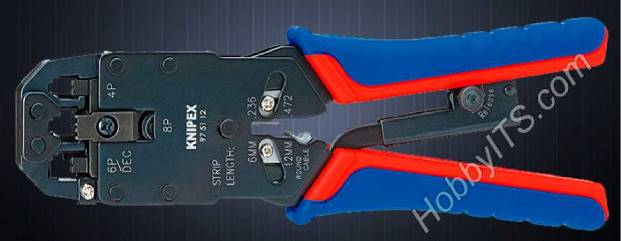 4P
6P
DEC
8P
KNIPEX
97 51 12
STRIP
LENGTH:
.236
6MM
.472
12MM
ROUND
CABLE
Release
HobbyITS.com